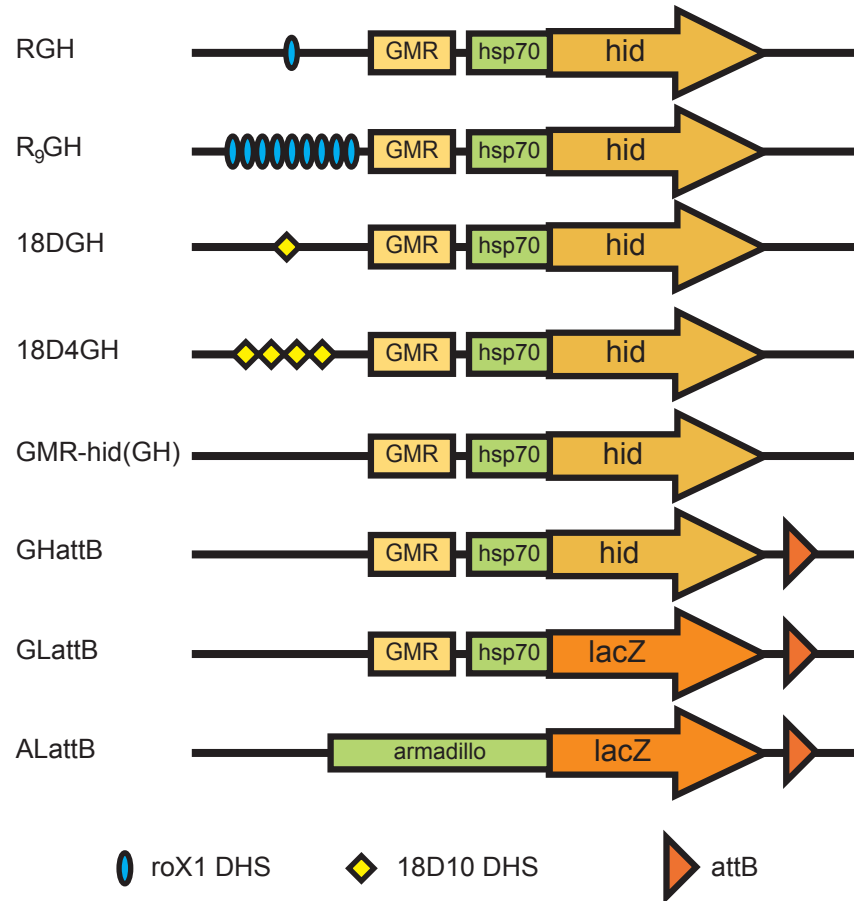 RGH GMR hsp70 hid
R₉GH GMR hsp70 hid
18DGH GMR hsp70 hid
18D4GH GMR hsp70 hid
GMR-hid(GH) GMR hsp70 hid
GHattB GMR hsp70 hid
GLattB GMR hsp70 lacZ
ALattB armadillo lacZ
roX1 DHS 18D10 DHS attB